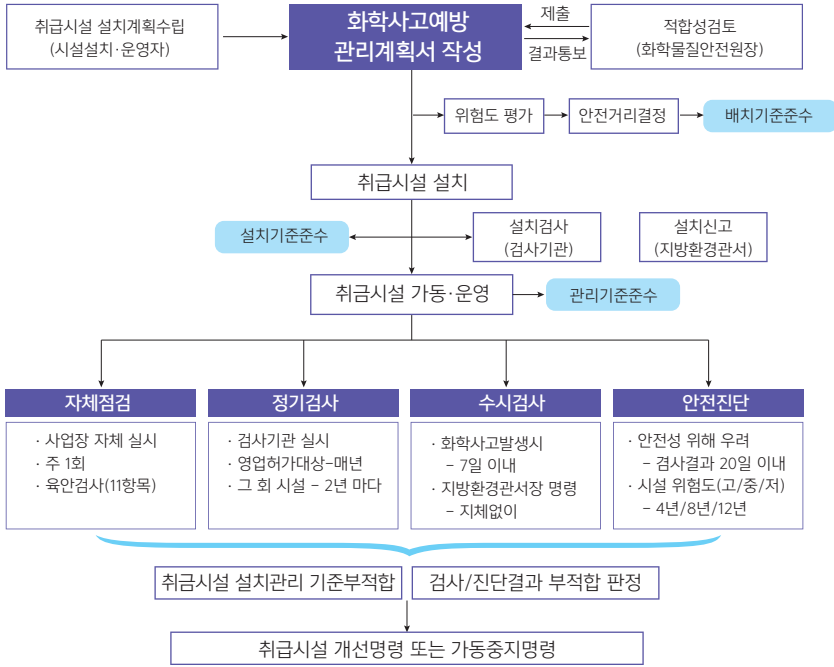 취급시설 설치계획수립
(시설설치·운영자)
화학사고예방
관리계획서 작성
제출
결과통보
적합성검토
(화학물질안전원장)
위험도 평가
안전거리결정
배치기준준수
취급시설 설치
설치기준준수
설치검사
(검사기관)
설치신고
(지방환경관서)
취금시설 가동·운영
관리기준준수
자체점검
· 사업장 자체 실시
· 주 1회
· 육안검사(11항목)
정기검사
· 검사기관 실시
· 영업허가대상-매년
· 그 회 시설 - 2년 마다
수시검사
· 화학사고발생시
- 7일 이내
· 지방환경관서장 명령
- 지체없이
안전진단
· 안전성 위해 우려
- 겸사결과 20일 이내
· 시설 위험도(고/중/저)
- 4년/8년/12년
취금시설 설치관리 기준부적합
검사/진단결과 부적합 판정
취급시설 개선명령 또는 가동중지명령